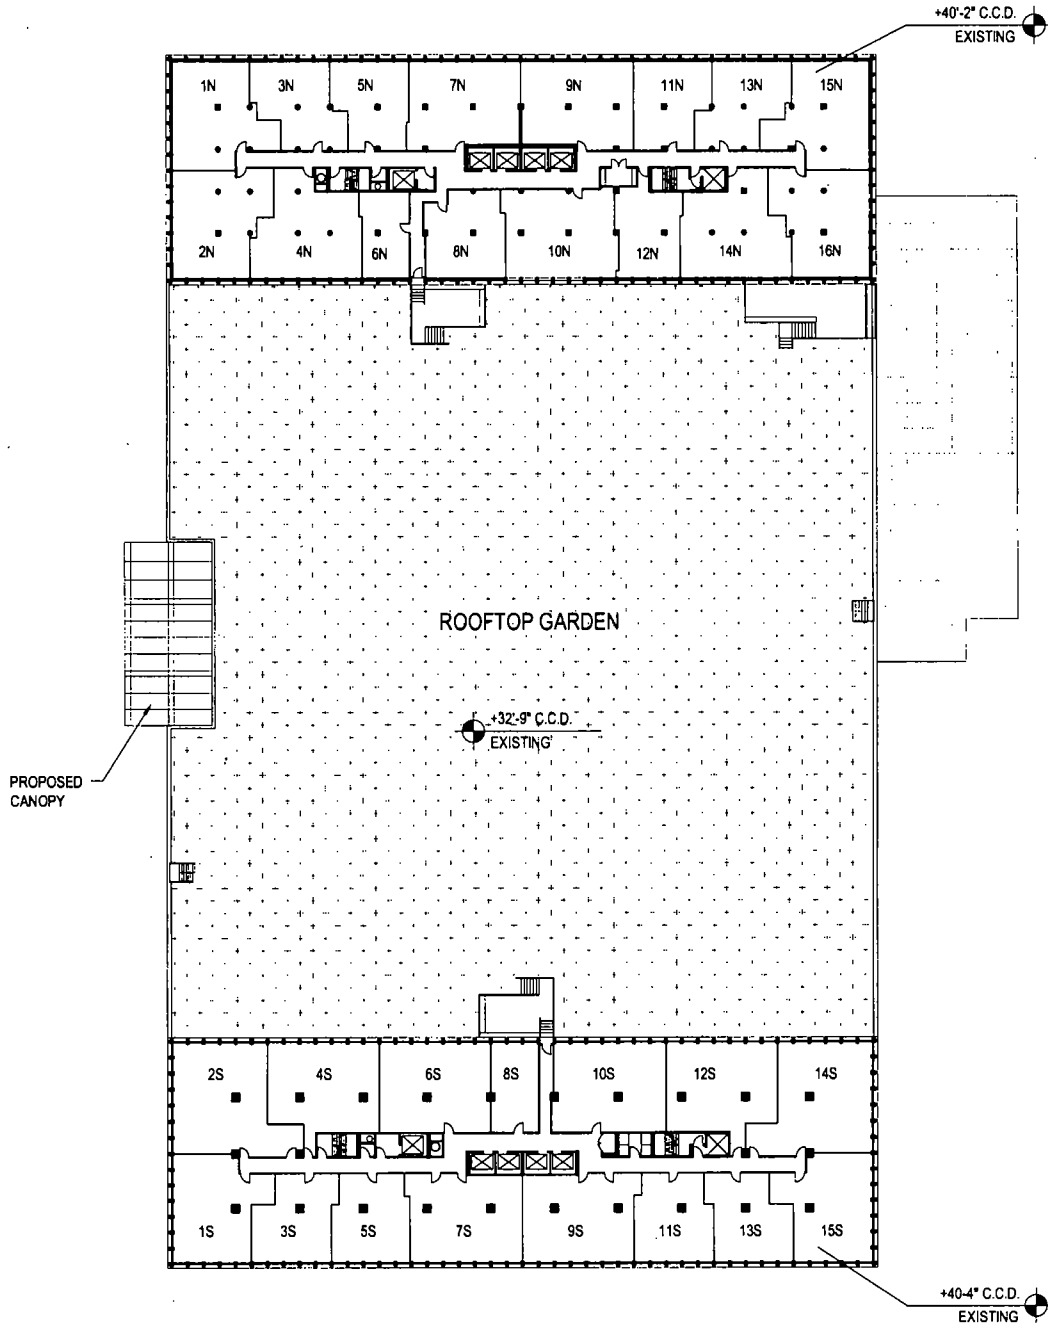 +40'-2" C.C.D.
EXISTING
1N 3N 5N 7N 9N 11N 13N 15N
2N 4N 6N 8N 10N 12N 14N 16N
ROOFTOP GARDEN
+32'-9" C.C.D.
EXISTING
PROPOSED
CANOPY
2S 4S 6S 8S 10S 12S 14S
1S 3S 5S 7S 9S 11S 13S 15S
+40-4" C.C.D.
EXISTING